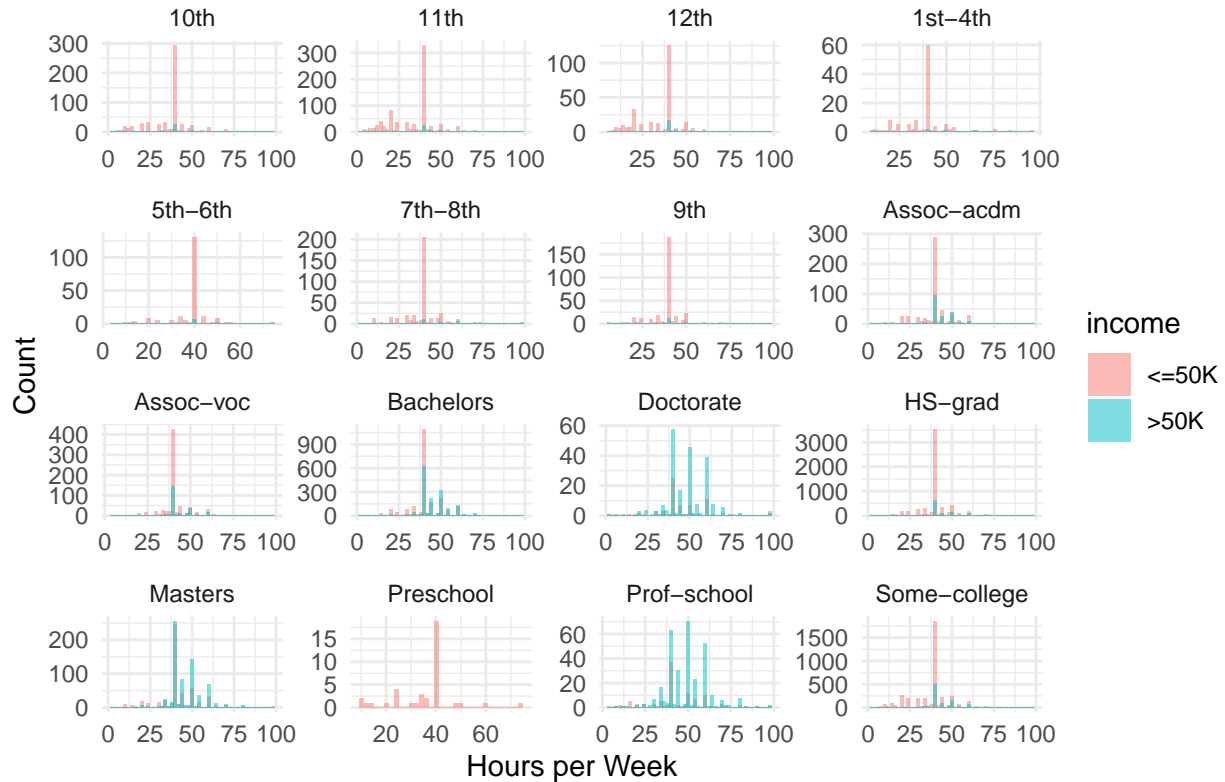 10th 11th 12th 1st−4th
300 200 100 0
300 200 100 0
100 50 0
60 40 20 0
0 25 50 75 100
0 25 50 75 100
25 50 75 100
25 50 75 100
5th−6th 7th−8th 9th Assoc−acdm
100 50 0
200 150 100 50 0
150 100 50 0
300 200 100 0
0 20 40 60
0 25 50 75 100
0 25 50 75 100
0 25 50 75 100
Count
income
<=50K
>50K
Assoc−voc Bachelors Doctorate HS−grad
400 300 200 100 0
900 600 300 0
60 40 20 0
3000 2000 1000 0
0 25 50 75 100
0 25 50 75 100
0 25 50 75 100
0 25 50 75 100
Masters Preschool Prof−school Some−college
200 100 0
15 10 5 0
60 40 20 0
1500 1000 500 0
0 25 50 75 100
20 40 60
0 25 50 75 100
0 25 50 75 100
Hours per Week